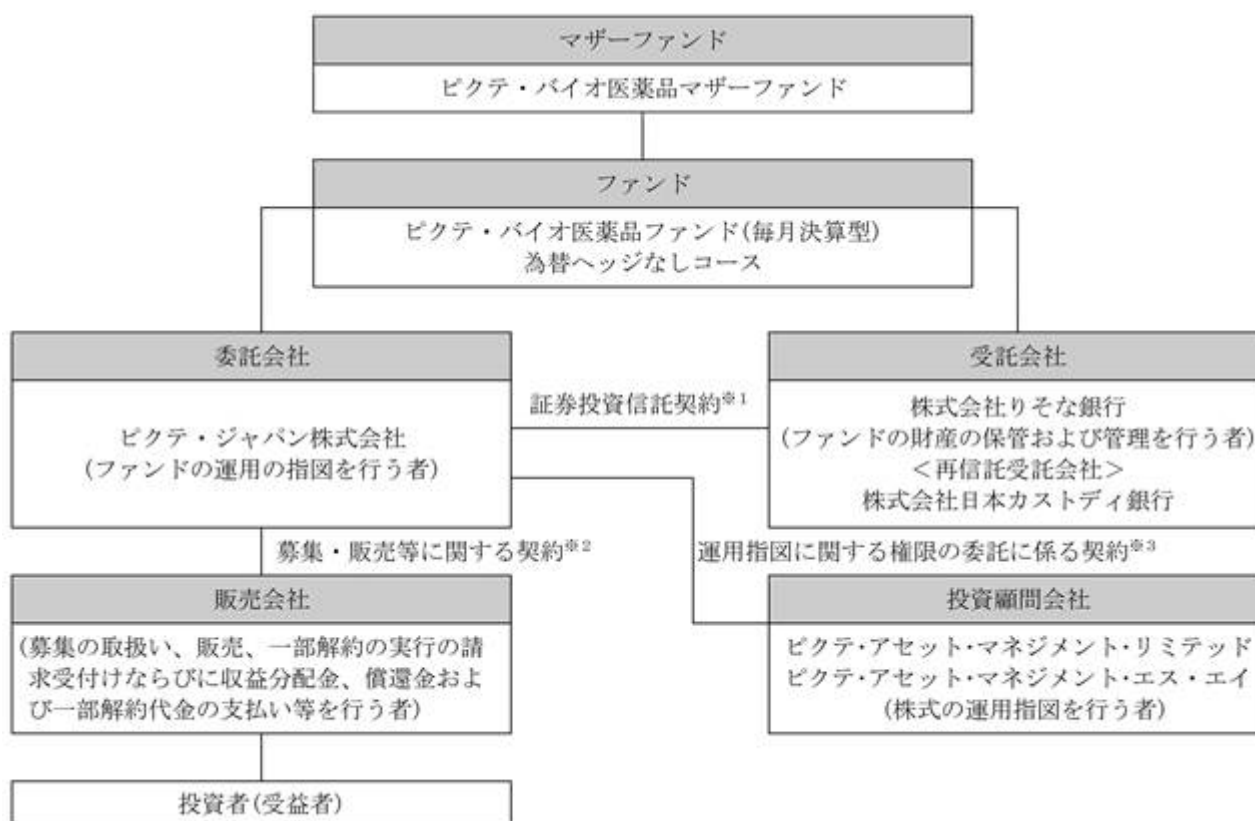 マザーファンド
ピクテ・バイオ医薬品マザーファンド
ファンド
ピクテ・バイオ医薬品ファンド(毎月決算型)
為替ヘッジなしコース
委託会社
ピクテ・ジャパン株式会社
(ファンドの運用の指図を行う者)
証券投資信託契約※1
受託会社
株式会社りそな銀行
(ファンドの財産の保管および管理を行う者)
<再信託受託会社>
株式会社日本カストディ銀行
募集・販売等に関する契約※2
運用指図に関する権限の委託に係る契約※3
販売会社
(募集の取扱い、販売、一部解約の実行の請
求受付けならびに収益分配金、償還金およ
び一部解約代金の支払い等を行う者)
投資顧問会社
ピクテ・アセット・マネジメント・リミテッド
ピクテ・アセット・マネジメント・エス・エイ
(株式の運用指図を行う者)
投資者(受益者)